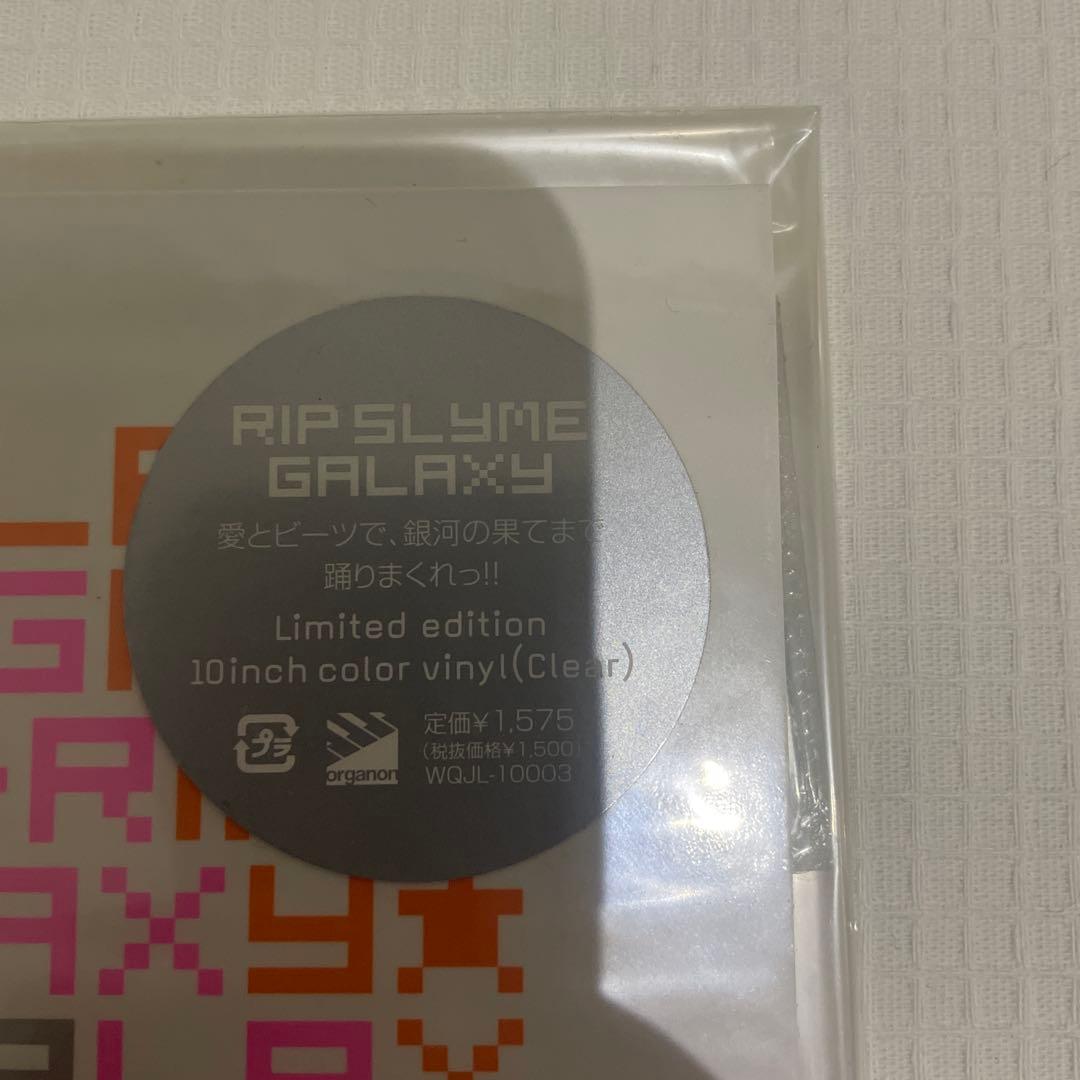 RIP SLYME
GALAXY
愛とビーツで、銀河の果てまで
踊りまくれっ!!
Limited edition
10inch color vinyl(Clear)
プラ
organon
定価¥1,575
(税抜価格¥1,500)
WQJL-10003